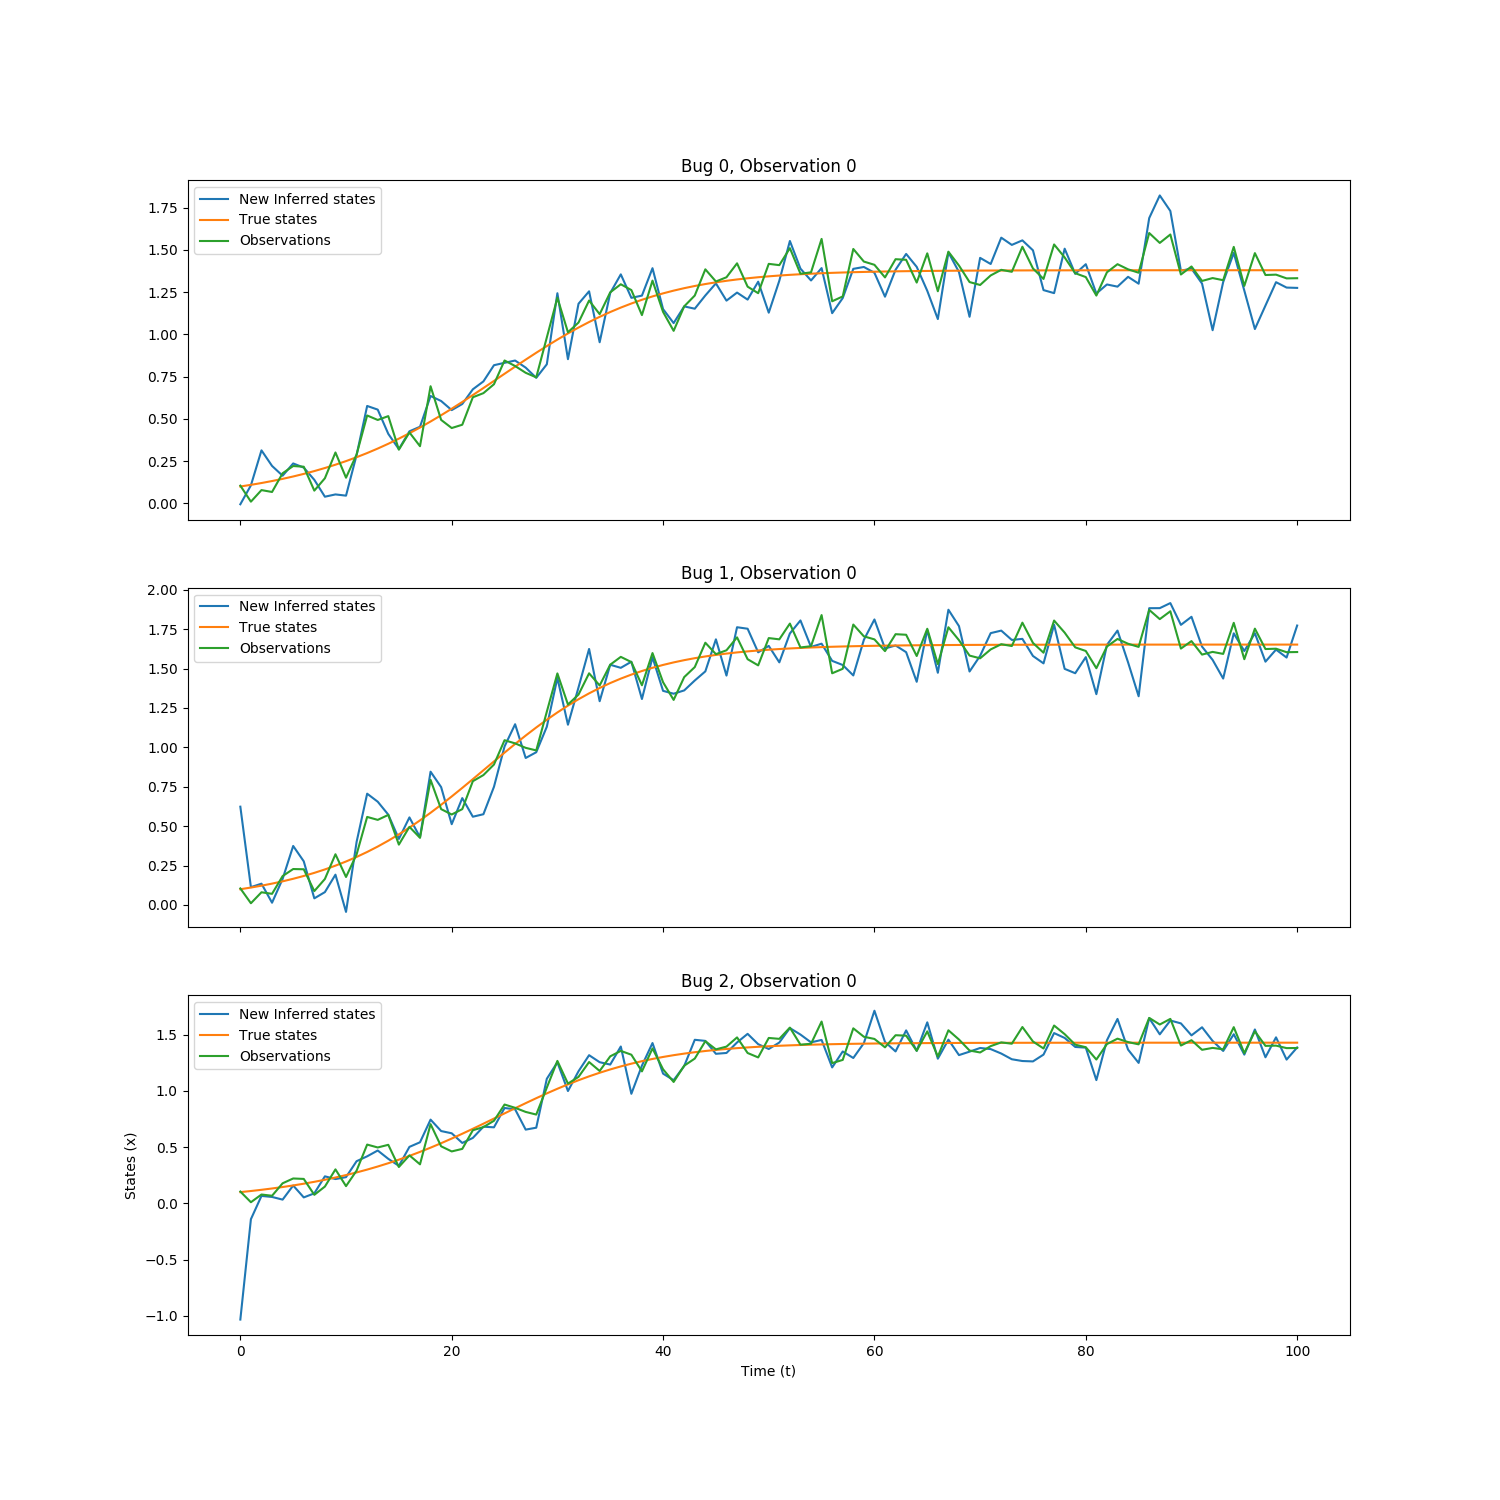 Bug 0, Observation 0
New Inferred states
True states
Observations
1.75
1.50
1.25
1.00
0.75
0.50
0.25
0.00
Bug 1, Observation 0
New Inferred states
True states
Observations
2.00
1.75
1.50
1.25
1.00
0.75
0.50
0.25
0.00
Bug 2, Observation 0
New Inferred states
True states
Observations
1.5
1.0
0.5
0.0
−0.5
−1.0
States (x)
0 20 40 60 80 100
Time (t)